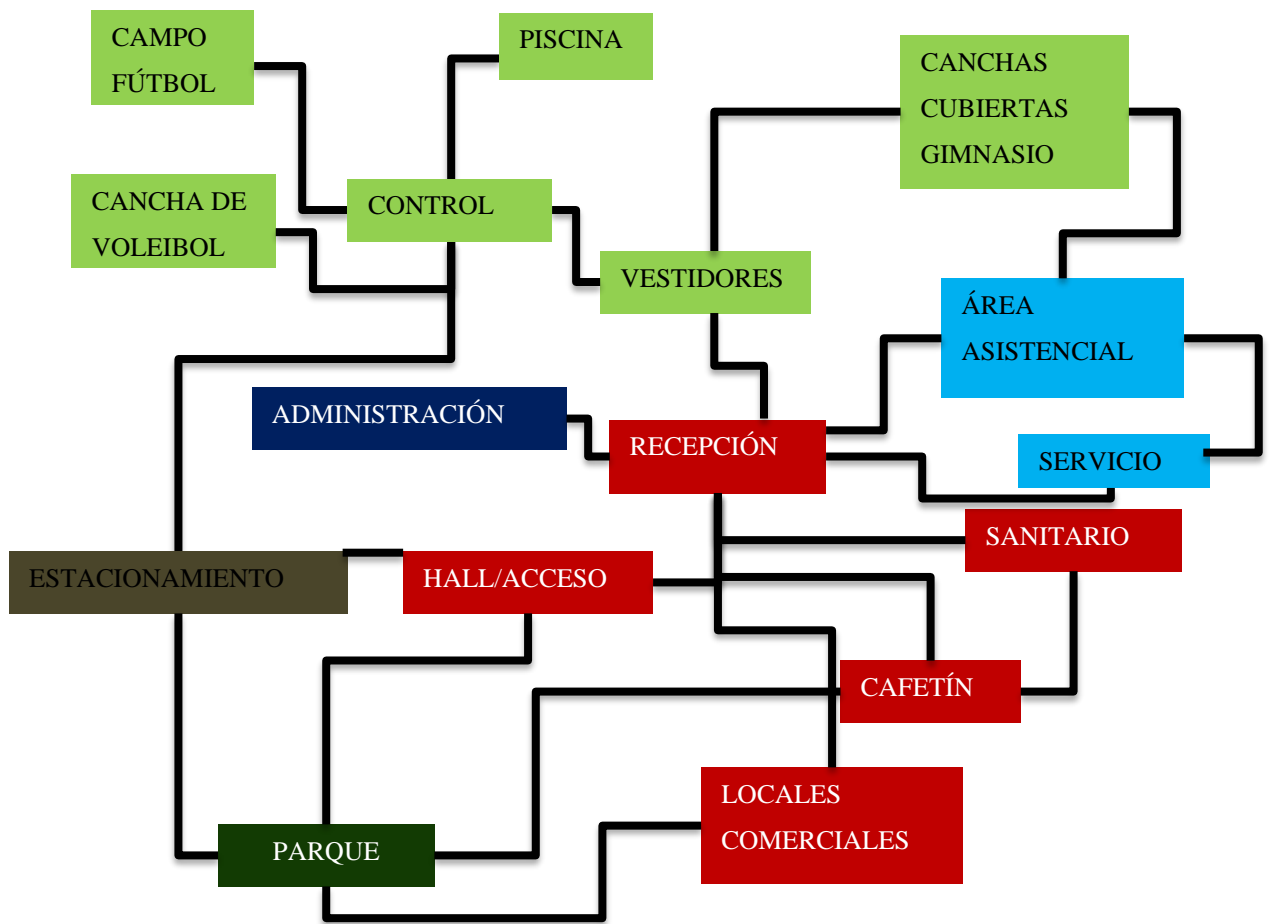 CAMPO
FÚTBOL
PISCINA
CANCHAS
CUBIERTAS
GIMNASIO
CANCHA DE
VOLEIBOL
CONTROL
VESTIDORES
ÁREA
ASISTENCIAL
ADMINISTRACIÓN
RECEPCIÓN
SERVICIO
SANITARIO
ESTACIONAMIENTO
HALL/ACCESO
CAFETÍN
LOCALES
COMERCIALES
PARQUE